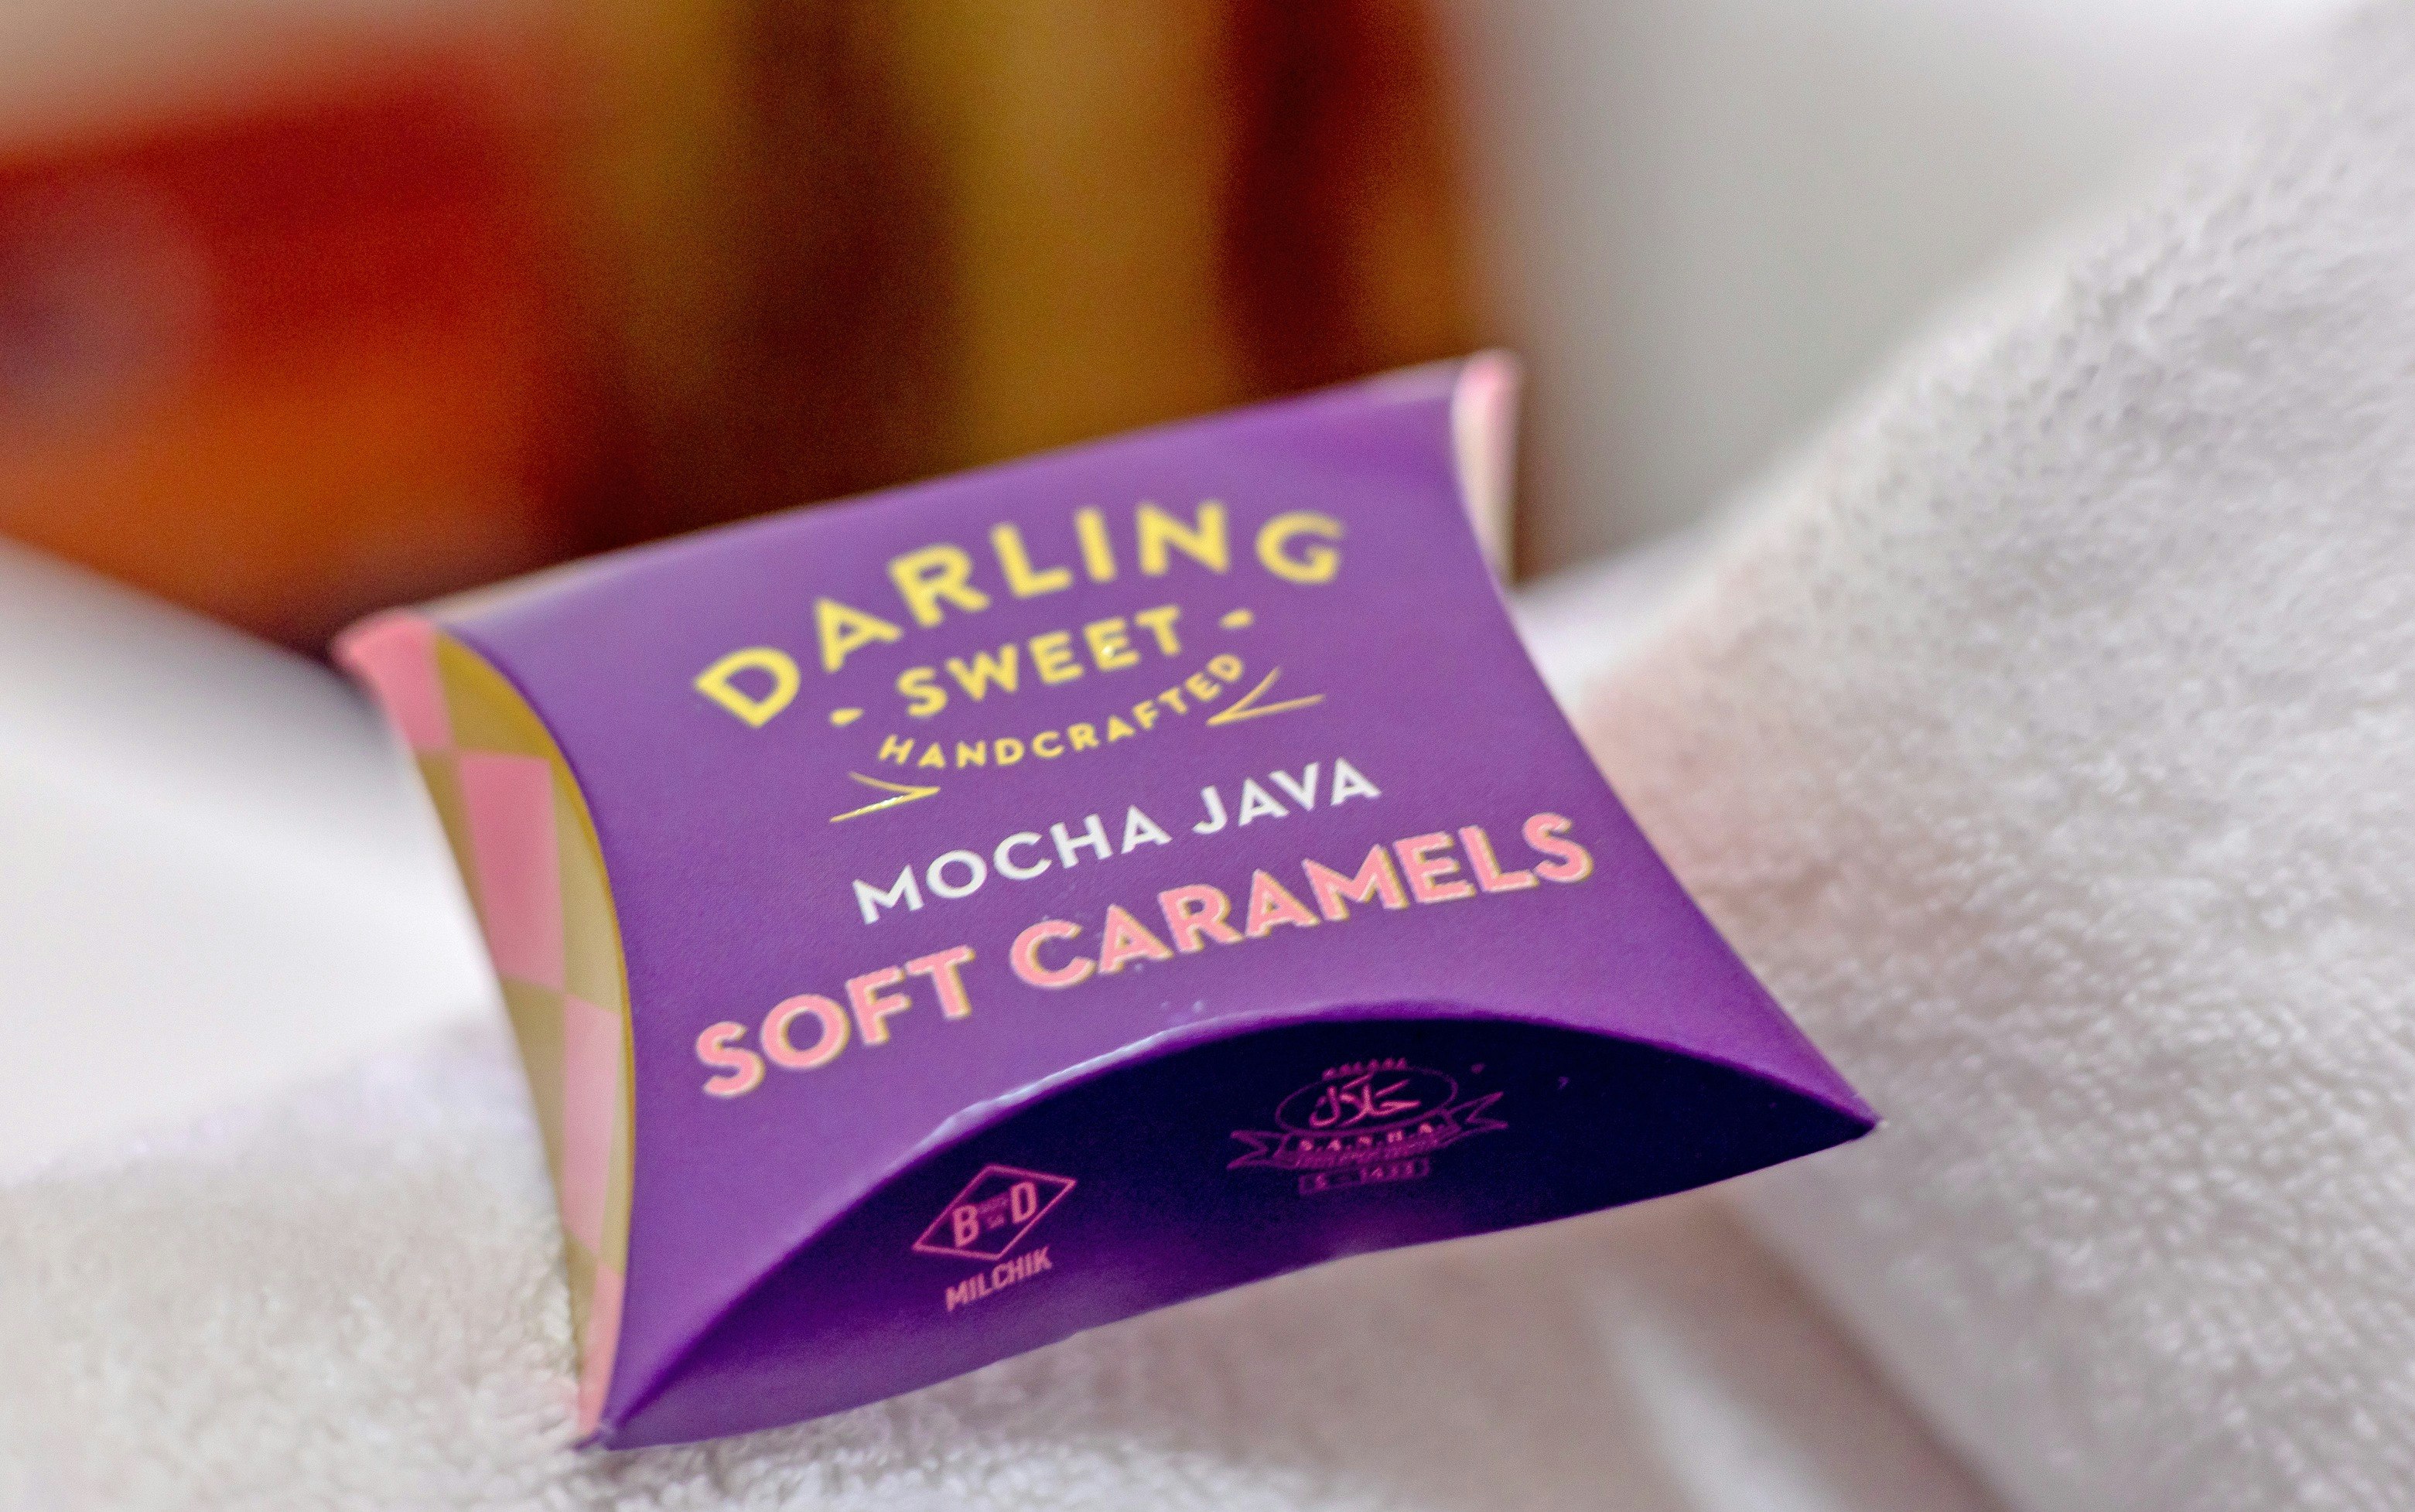 DARLING
- SWEET -
HANDCRAFTED
MOCHA JAVA
SOFT CARAMELS
B D
MILCHIK
حلال
S.A.N.H.A.